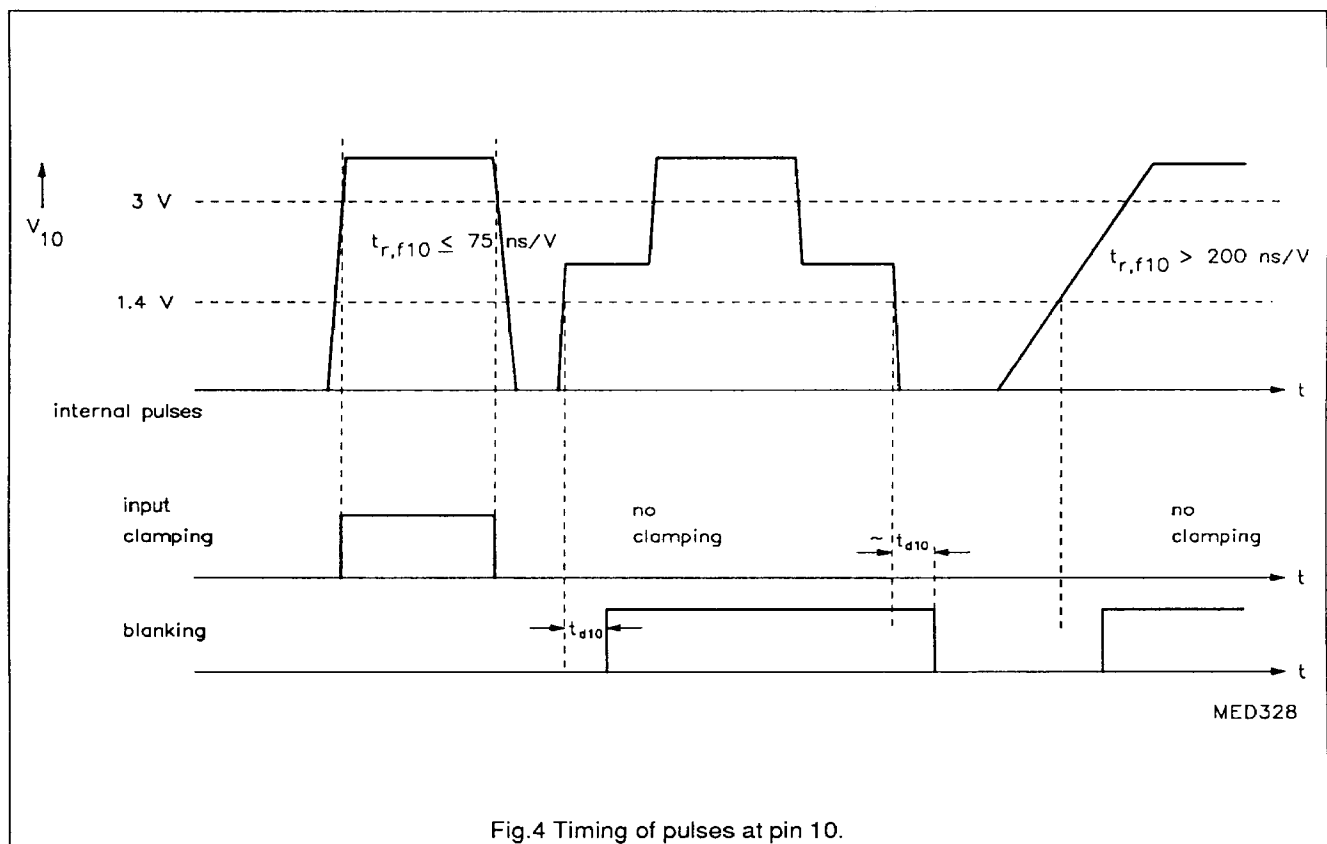 3 V
V10
tr,f10 ≤ 75 ns/V
tr,f10 > 200 ns/V
1.4 V
t
internal pulses
input
clamping
no
clamping
~ td10
no
clamping
t
blanking
td10
t
MED328
Fig.4 Timing of pulses at pin 10.